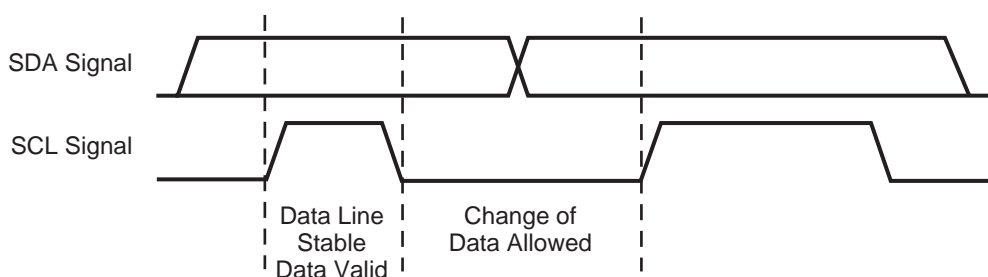 SDA Signal
SCL Signal
Data Line
Stable
Data Valid
Change of
Data Allowed